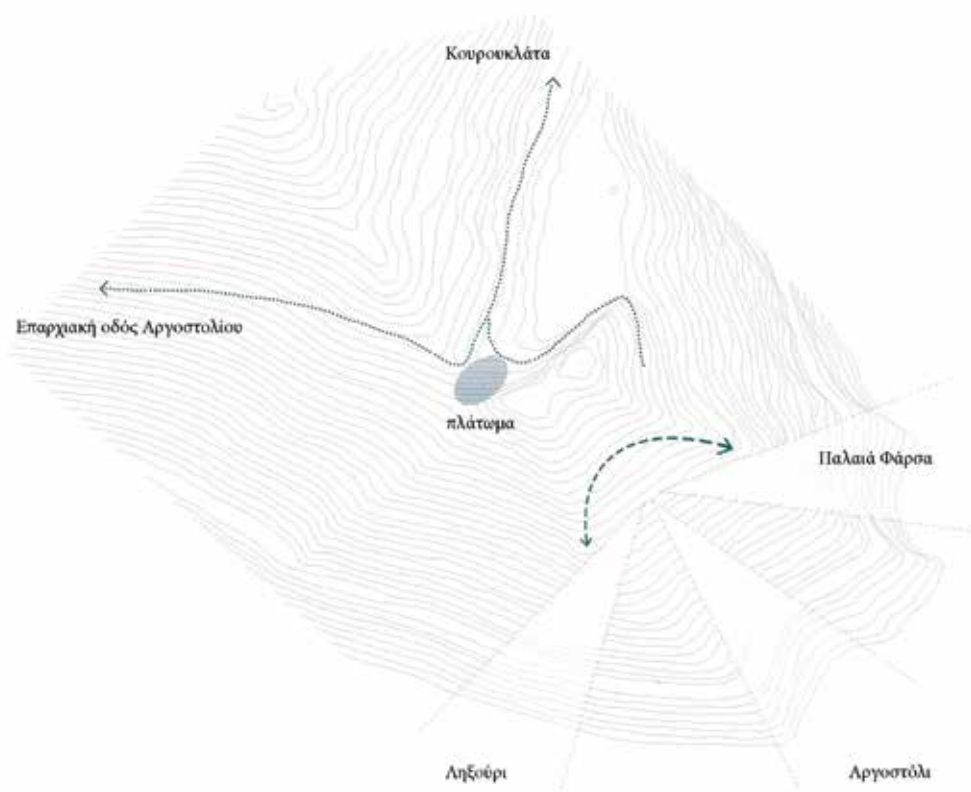 Κουρουκλάτα
Επαρχιακή οδός Αργοστολίου
πλάτωμα
Παλαιά Φάρσα
Ληξούρι
Αργοστόλι